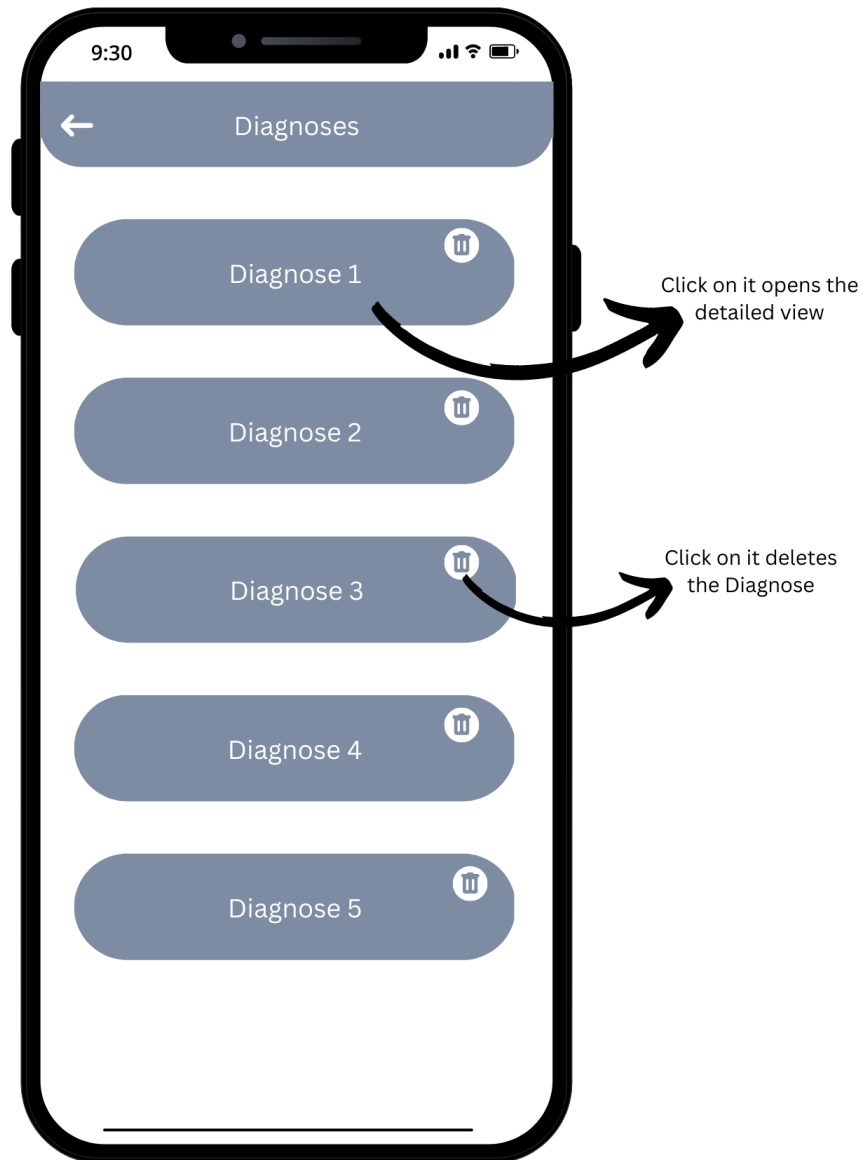 9:30
Diagnoses
Diagnose 1
Click on it opens the
detailed view
Diagnose 2
Click on it deletes
the Diagnose
Diagnose 3
Diagnose 4
Diagnose 5